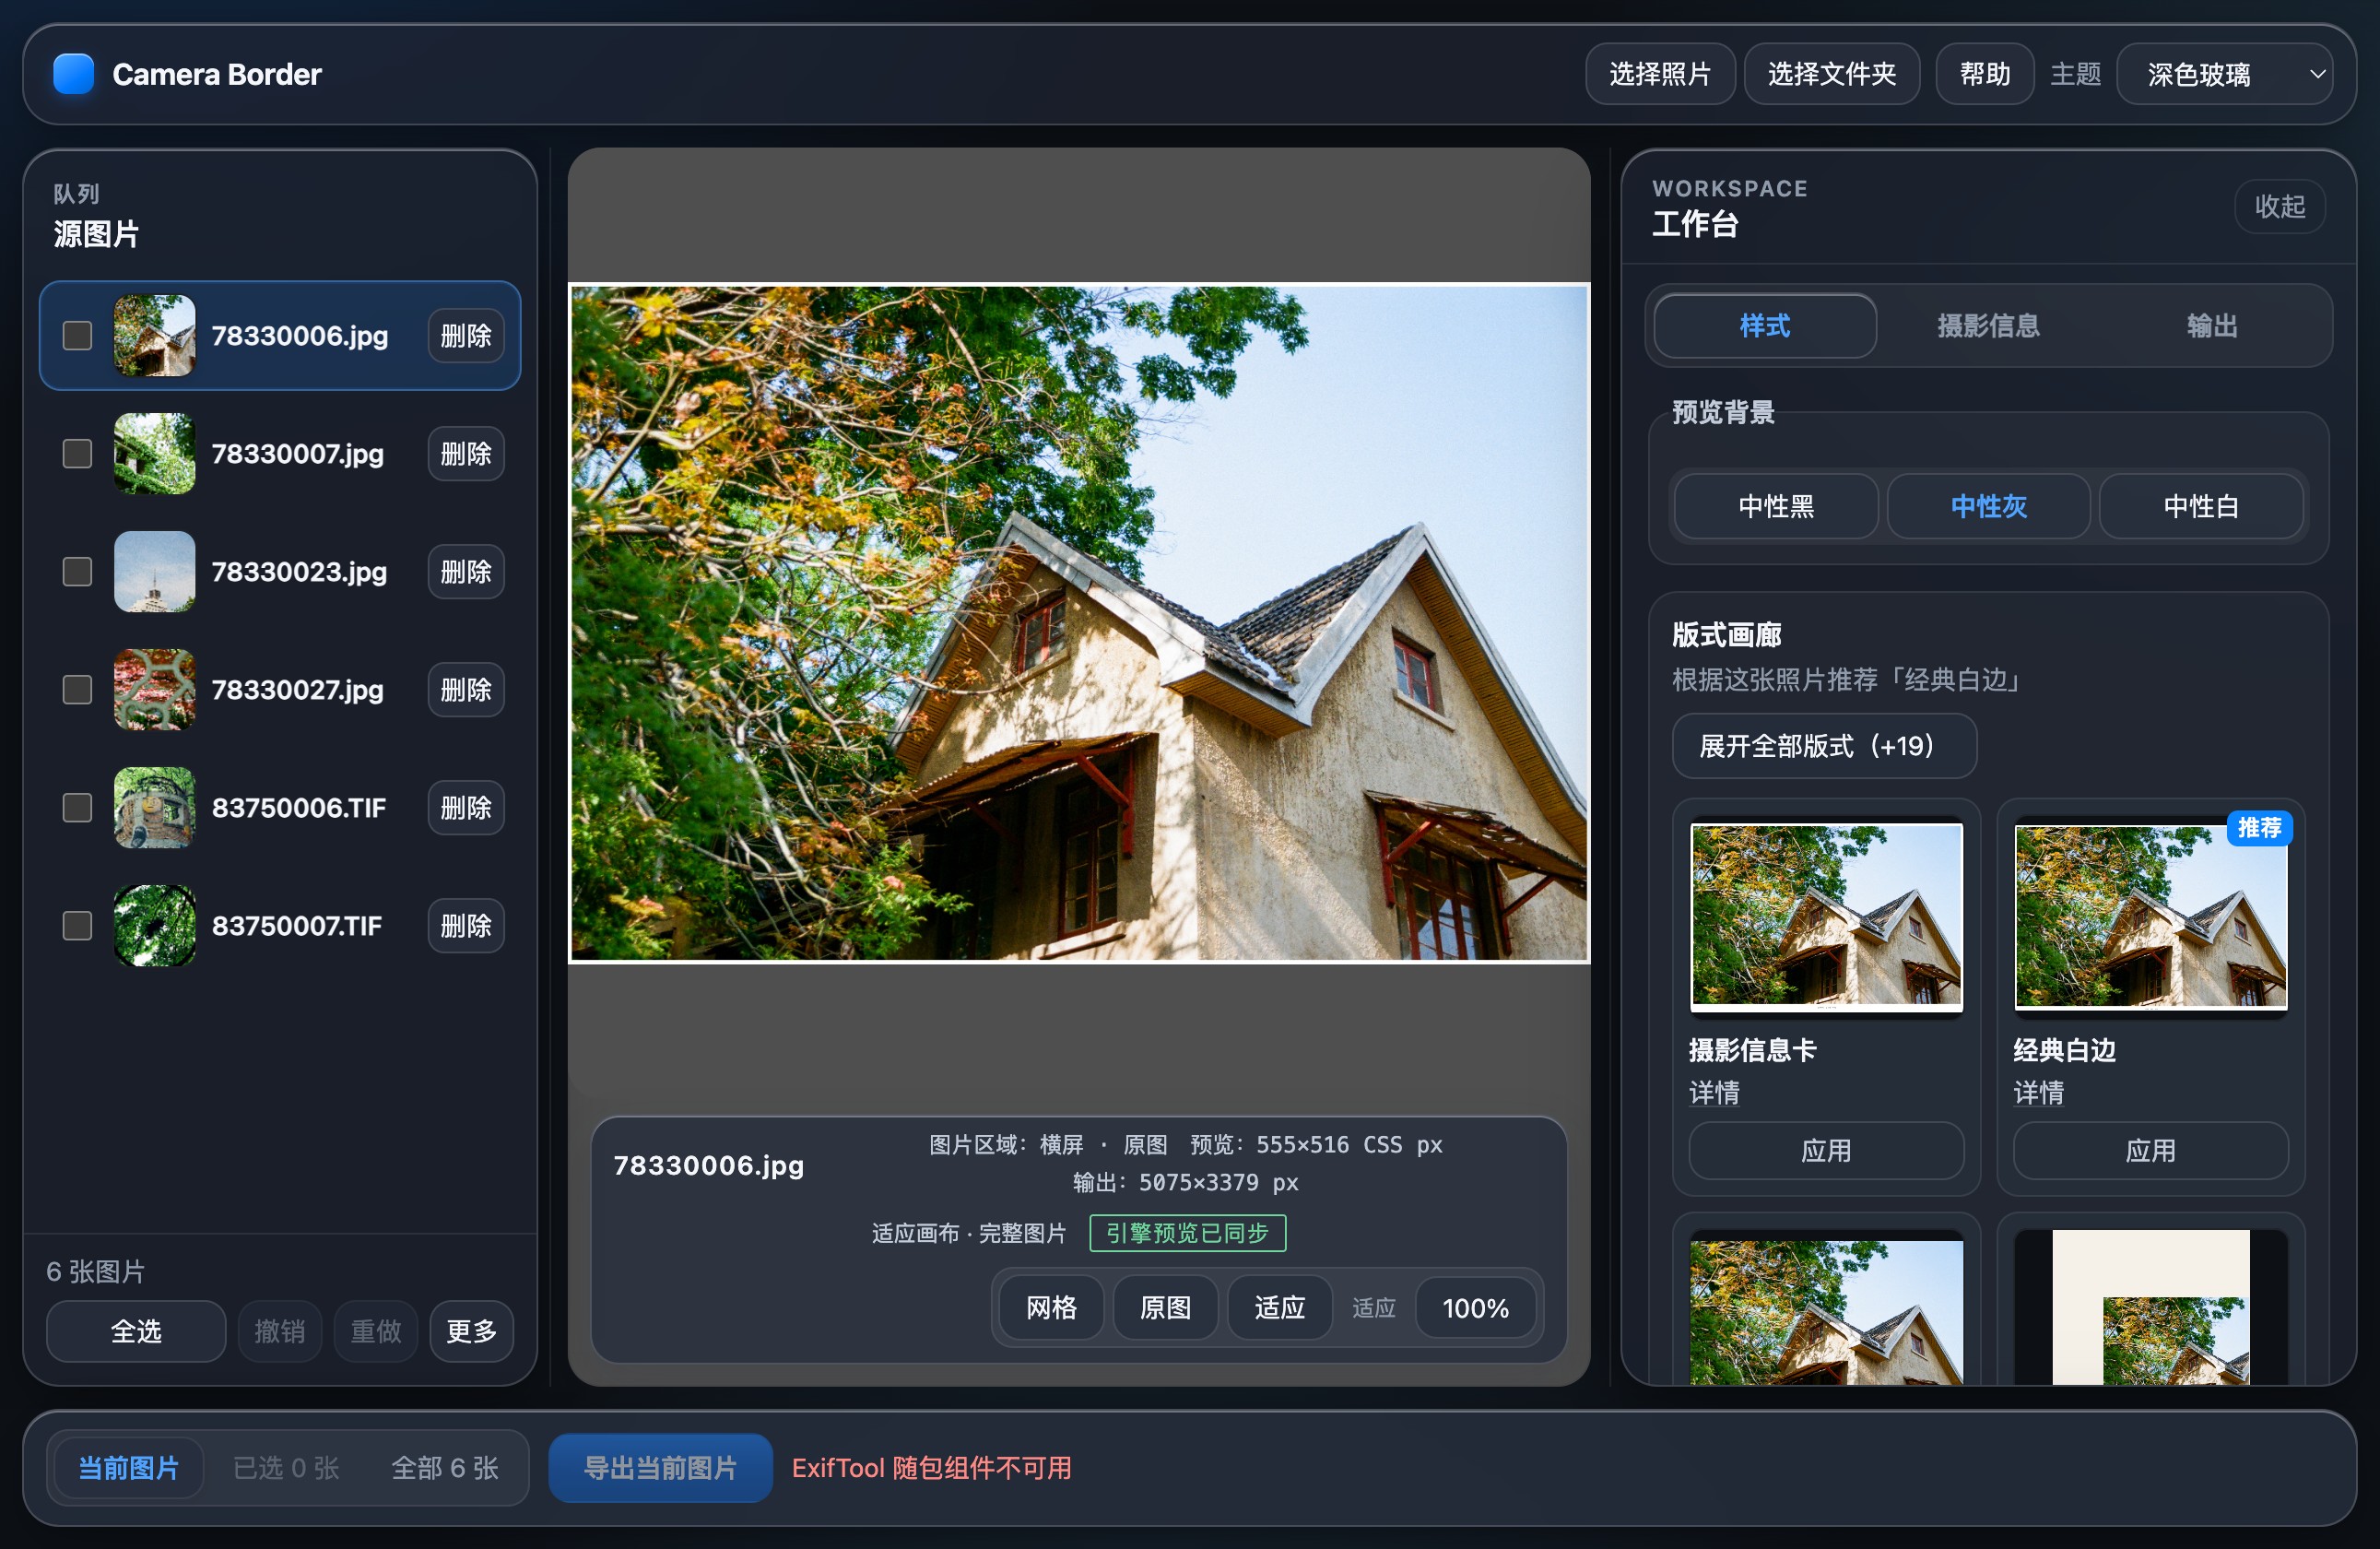 Camera Border
选择照片
选择文件夹
帮助
主题
深色玻璃
队列
源图片
78330006.jpg
删除
78330007.jpg
删除
78330023.jpg
删除
78330027.jpg
删除
83750006.TIF
删除
83750007.TIF
删除
6 张图片
全选
撤销
重做
更多
78330006.jpg
图片区域：横屏 · 原图 预览：555×516 CSS px
输出：5075×3379 px
适应画布 · 完整图片
引擎预览已同步
网格
原图
适应
适应
100%
WORKSPACE
工作台
收起
样式
摄影信息
输出
预览背景
中性黑
中性灰
中性白
版式画廊
根据这张照片推荐「经典白边」
展开全部版式（+19）
摄影信息卡
详情
应用
推荐
经典白边
详情
应用
当前图片
已选 0 张
全部 6 张
导出当前图片
ExifTool 随包组件不可用